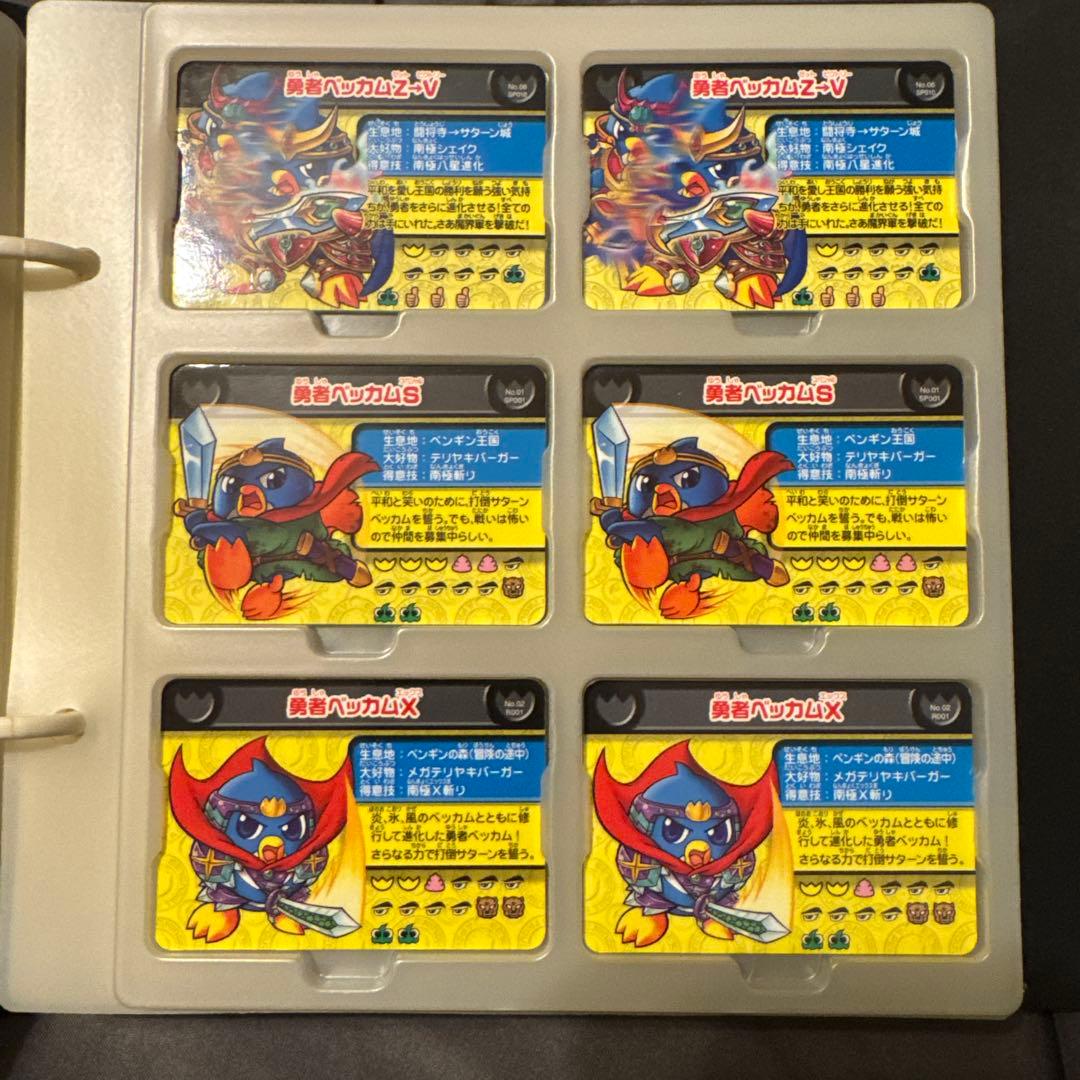 勇者ベッカムZ→V
No.06
SP010
生息地：闘将寺→サターン城
大好物：南極シェイク
得意技：南極八星進化
平和を愛し王国の勝利を願う強い気持
ちが、勇者をさらに進化させる！全ての
力は手にいれた。さあ魔界軍を撃破だ！
勇者ベッカムZ→V
No.06
SP010
生息地：闘将寺→サターン城
大好物：南極シェイク
得意技：南極八星進化
平和を愛し王国の勝利を願う強い気持
ちが、勇者をさらに進化させる！全ての
力は手にいれた。さあ魔界軍を撃破だ！
勇者ベッカムS
No.01
SP001
生息地：ペンギン王国
大好物：テリヤキバーガー
得意技：南極斬り
平和と笑いのために、打倒サターン
ベッカムを誓う。でも、戦いは怖い
ので仲間を募集中らしい。
勇者ベッカムS
No.01
SP001
生息地：ペンギン王国
大好物：テリヤキバーガー
得意技：南極斬り
平和と笑いのために、打倒サターン
ベッカムを誓う。でも、戦いは怖い
ので仲間を募集中らしい。
勇者ベッカムX
No.02
R001
生息地：ペンギンの森（冒険の途中）
大好物：メガテリヤキバーガー
得意技：南極X斬り
炎、氷、風のベッカムとともに修
行して進化した勇者ベッカム！
さらなる力で打倒サターンを誓う。
勇者ベッカムX
No.02
R001
生息地：ペンギンの森（冒険の途中）
大好物：メガテリヤキバーガー
得意技：南極X斬り
炎、氷、風のベッカムとともに修
行して進化した勇者ベッカム！
さらなる力で打倒サターンを誓う。